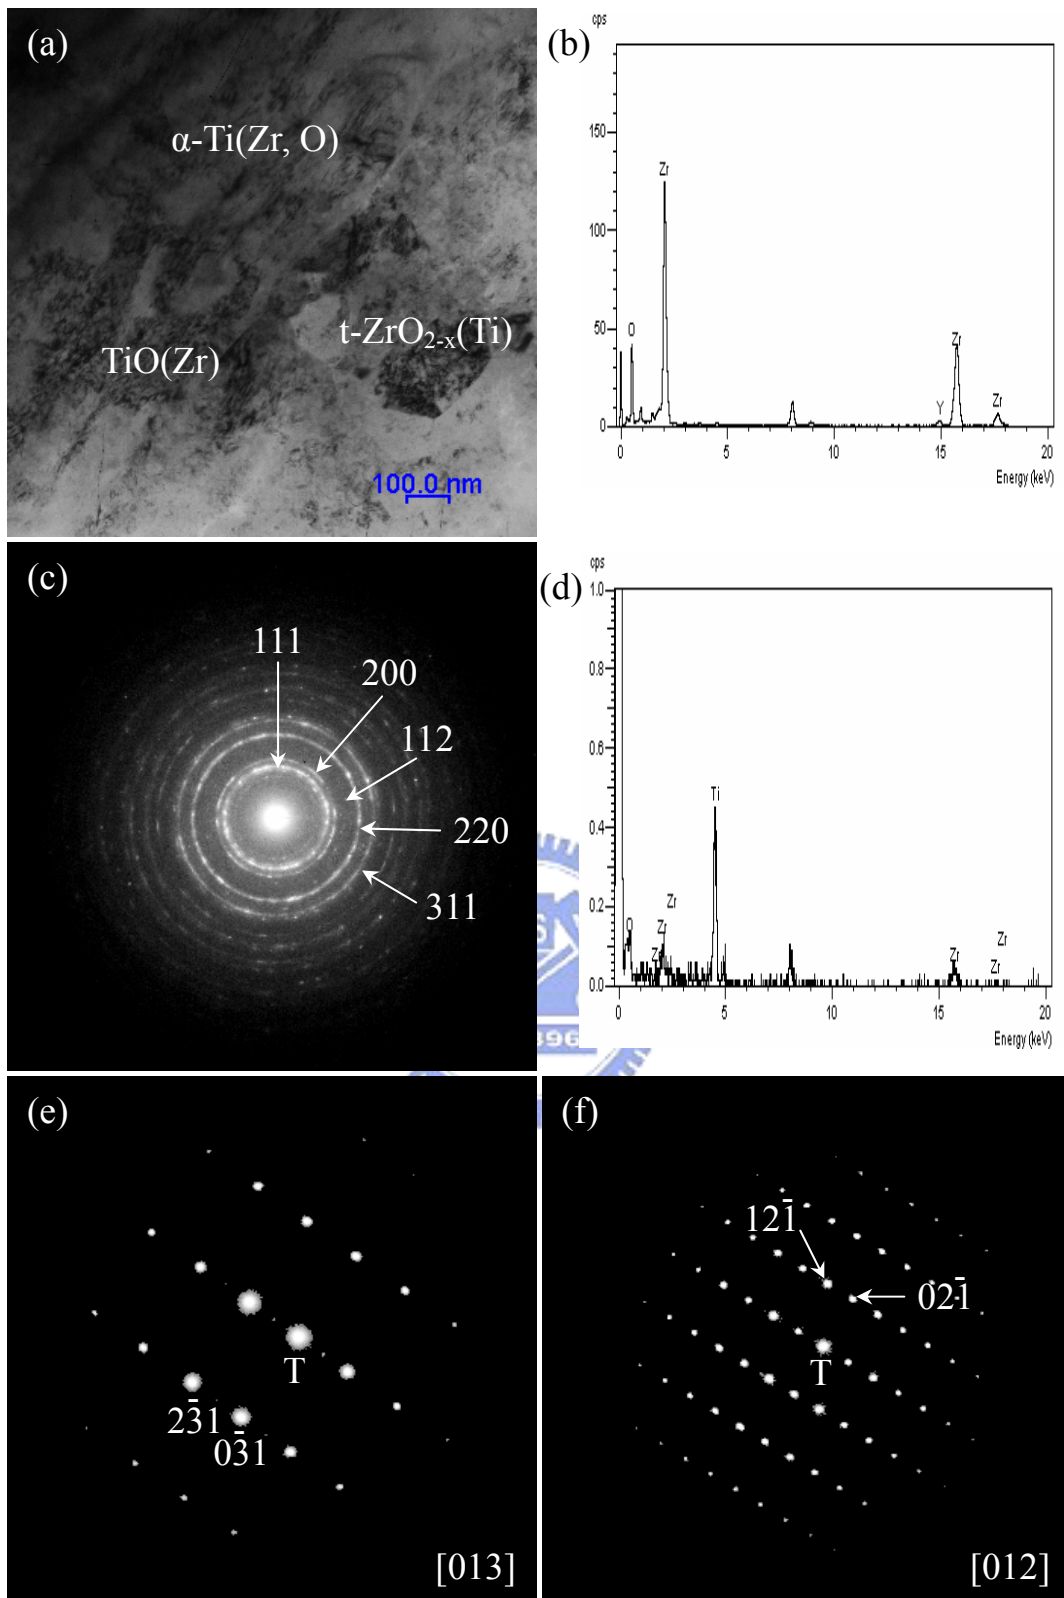 (a)
α-Ti(Zr, O)
t-ZrO₂₋ₓ(Ti)
TiO(Zr)
100.0 nm
(b)
cps
150
100
50
0
Zr
O
Y
Zr
Zr
0 5 10 15 20
Energy (keV)
(c)
111
200
112
220
311
(d)
cps
1.0
0.8
0.6
0.4
0.2
0.0
Ti
O
Zr
Zr
Zr
Zr
Zr
Zr
0 5 10 15 20
Energy (keV)
896
(e)
T
23̄1
03̄1
[013]
(f)
121̄
021̄
T
[012]